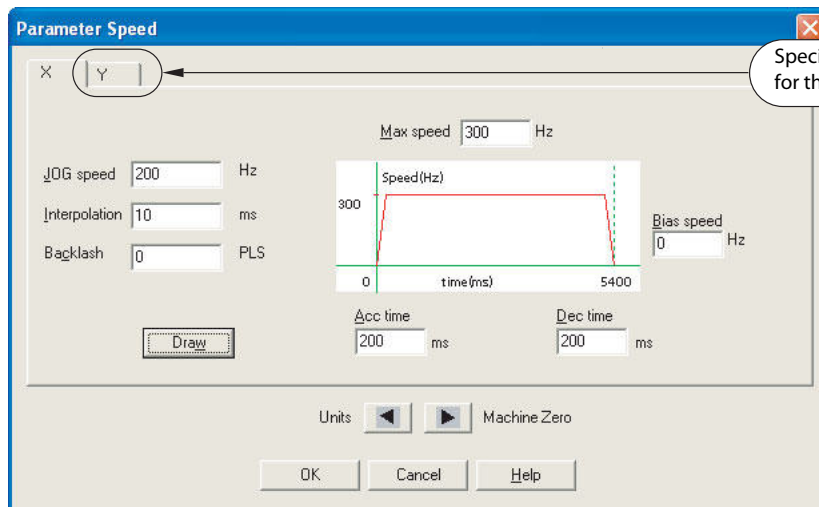 Parameter Speed
X
Y
Speci
for th
Max speed 300 Hz
JOG speed 200 Hz
Interpolation 10 ms
Backlash 0 PLS
Speed(Hz)
300
0 time(ms) 5400
Bias speed
0 Hz
Acc time
200 ms
Dec time
200 ms
Draw
Units
Machine Zero
OK
Cancel
Help